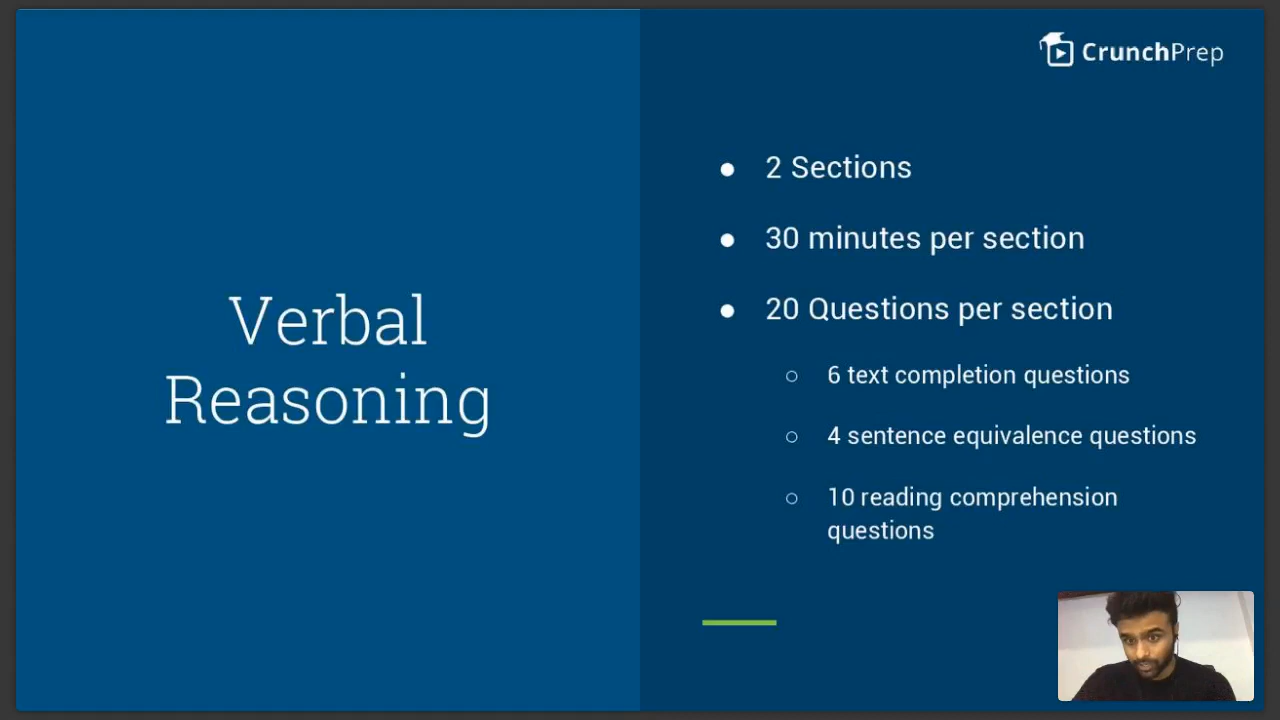 CrunchPrep
Verbal
Reasoning
● 2 Sections
● 30 minutes per section
● 20 Questions per section
○ 6 text completion questions
○ 4 sentence equivalence questions
○ 10 reading comprehension
questions